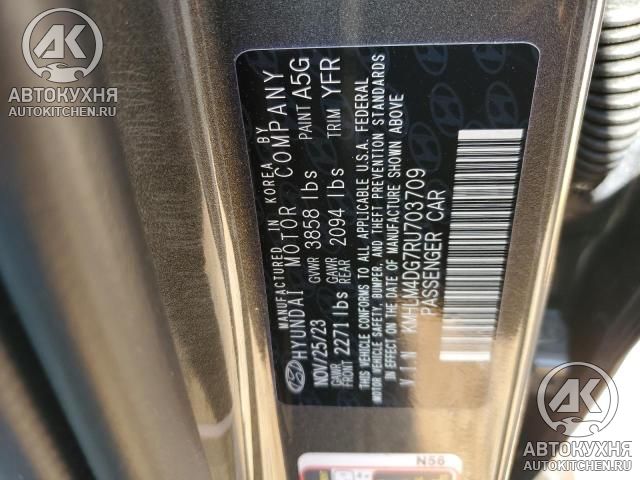 АВТОКУХНЯ
AUTOKITCHEN.RU
MANUFACTURED IN KOREA BY
HYUNDAI MOTOR COMPANY
NOV/25/23 GVWR 3858 lbs PAINT A5G
GAWR FRONT 2271 lbs GAWR REAR 2094 lbs TRIM YFR
THIS VEHICLE CONFORMS TO ALL APPLICABLE U.S.A. FEDERAL
MOTOR VEHICLE SAFETY, BUMPER, AND THEFT PREVENTION STANDARDS
IN EFFECT ON THE DATE OF MANUFACTURE SHOWN ABOVE
VIN KMHLM4DG7RU703709
PASSENGER CAR
N56
АВТОКУХНЯ
AUTOKITCHEN.RU